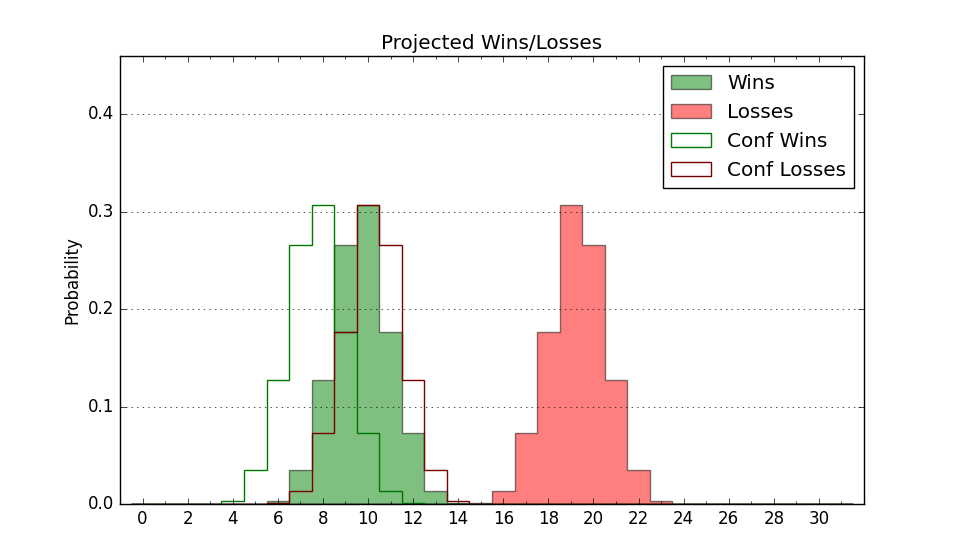 Projected Wins/Losses
Wins
Losses
Conf Wins
Conf Losses
Probability
0.4
0.3
0.2
0.1
0.0
0 2 4 6 8 10 12 14 16 18 20 22 24 26 28 30